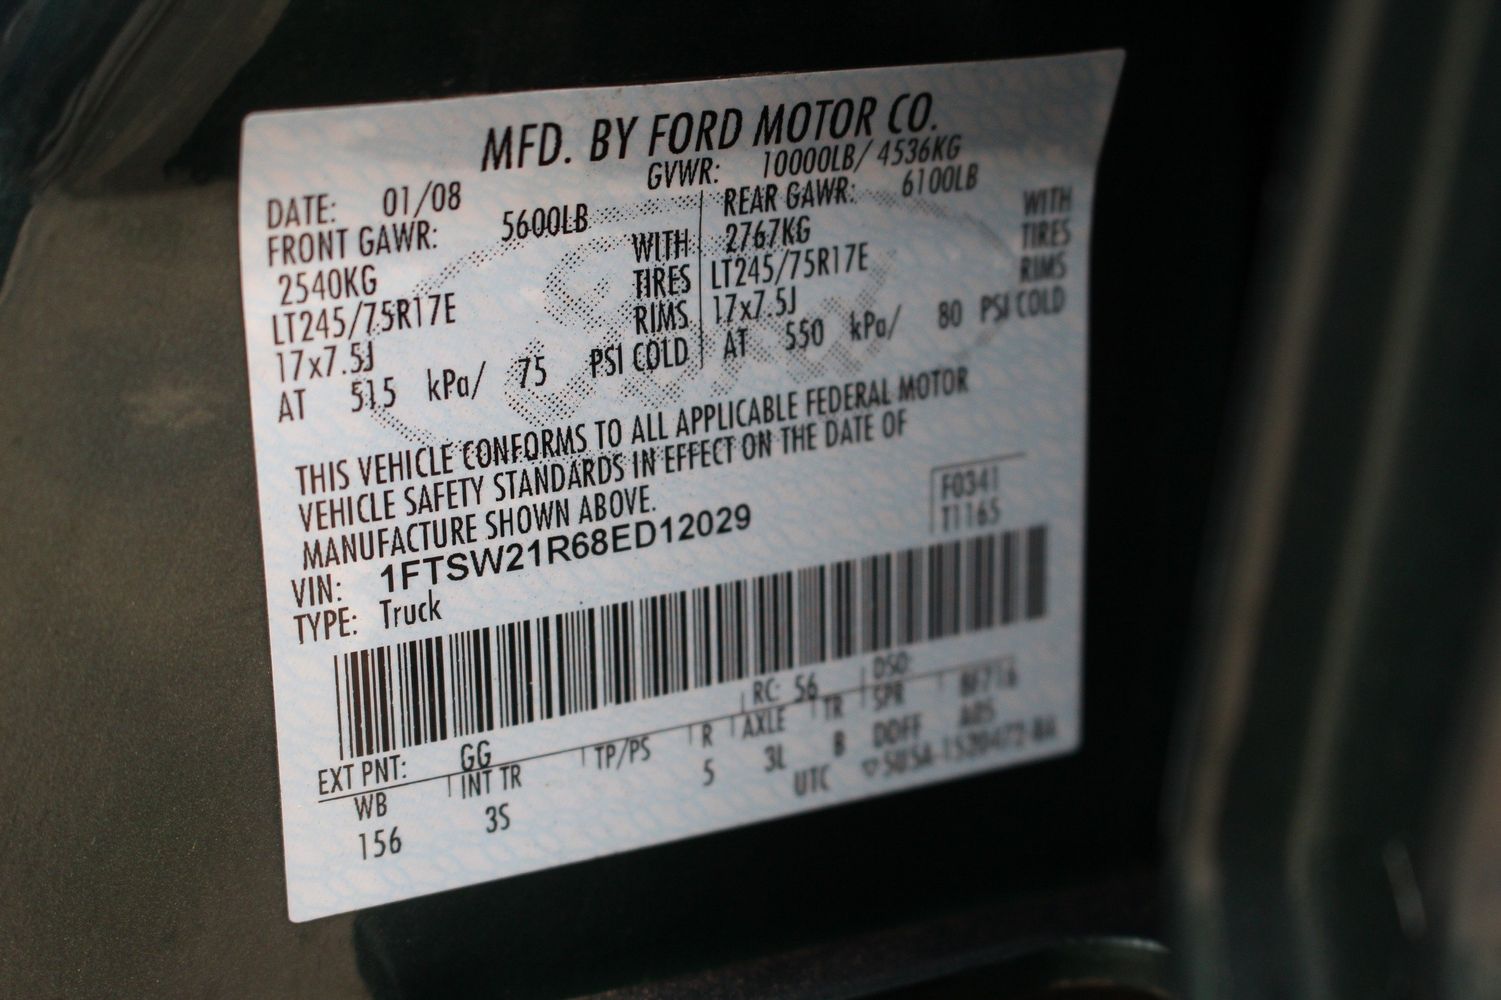 MFD. BY FORD MOTOR CO.
DATE: 01/08
GVWR: 10000LB/ 4536KG
FRONT GAWR: 5600LB
2540KG WITH
LT245/75R17E TIRES
17x7.5J RIMS
AT 515 kPa/ 75 PSI COLD
REAR GAWR: 6100LB
2767KG WITH
LT245/75R17E TIRES
17x7.5J RIMS
AT 550 kPa/ 80 PSI COLD
THIS VEHICLE CONFORMS TO ALL APPLICABLE FEDERAL MOTOR
VEHICLE SAFETY STANDARDS IN EFFECT ON THE DATE OF
MANUFACTURE SHOWN ABOVE.
F0341
T1165
VIN: 1FTSW21R68ED12029
TYPE: Truck
EXT PNT: GG RC: 56 DSO:
WB INT TR TP/PS R AXLE TR SPR
156 3S 5 3L B DDFF A05
UTC